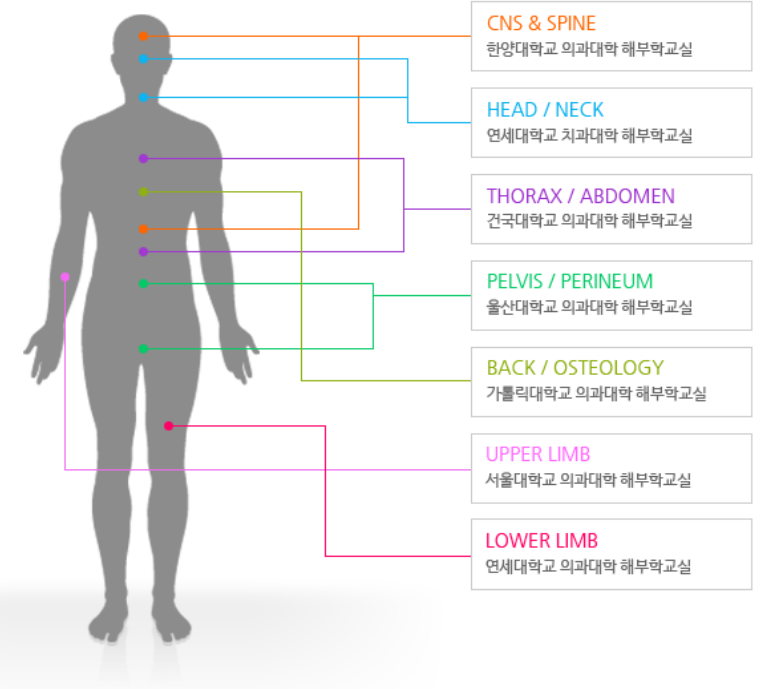 CNS & SPINE
한양대학교 의과대학 해부학교실
HEAD / NECK
연세대학교 치과대학 해부학교실
THORAX / ABDOMEN
건국대학교 의과대학 해부학교실
PELVIS / PERINEUM
울산대학교 의과대학 해부학교실
BACK / OSTEOLOGY
가톨릭대학교 의과대학 해부학교실
UPPER LIMB
서울대학교 의과대학 해부학교실
LOWER LIMB
연세대학교 의과대학 해부학교실